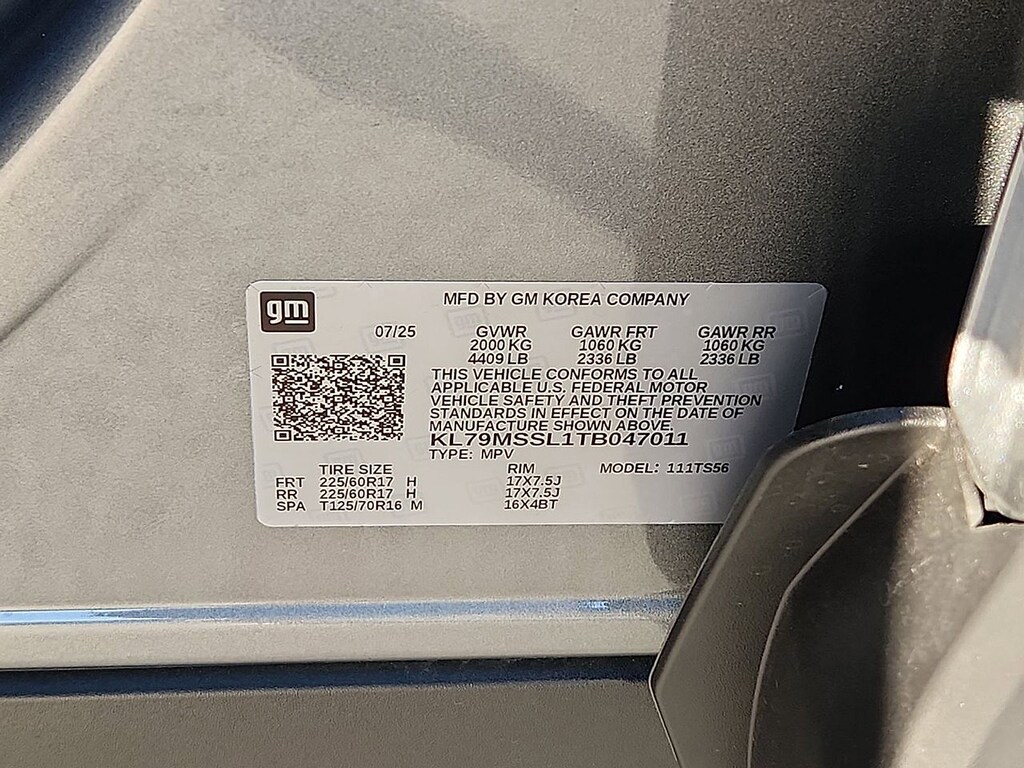 gm
MFD BY GM KOREA COMPANY
07/25 GVWR GAWR FRT GAWR RR
2000 KG 1060 KG 1060 KG
4409 LB 2336 LB 2336 LB
THIS VEHICLE CONFORMS TO ALL
APPLICABLE U.S. FEDERAL MOTOR
VEHICLE SAFETY AND THEFT PREVENTION
STANDARDS IN EFFECT ON THE DATE OF
MANUFACTURE SHOWN ABOVE.
KL79MSSL1TB047011
TYPE: MPV
TIRE SIZE RIM MODEL: 111TS56
FRT 225/60R17 H 17X7.5J
RR 225/60R17 H 17X7.5J
SPA T125/70R16 M 16X4BT